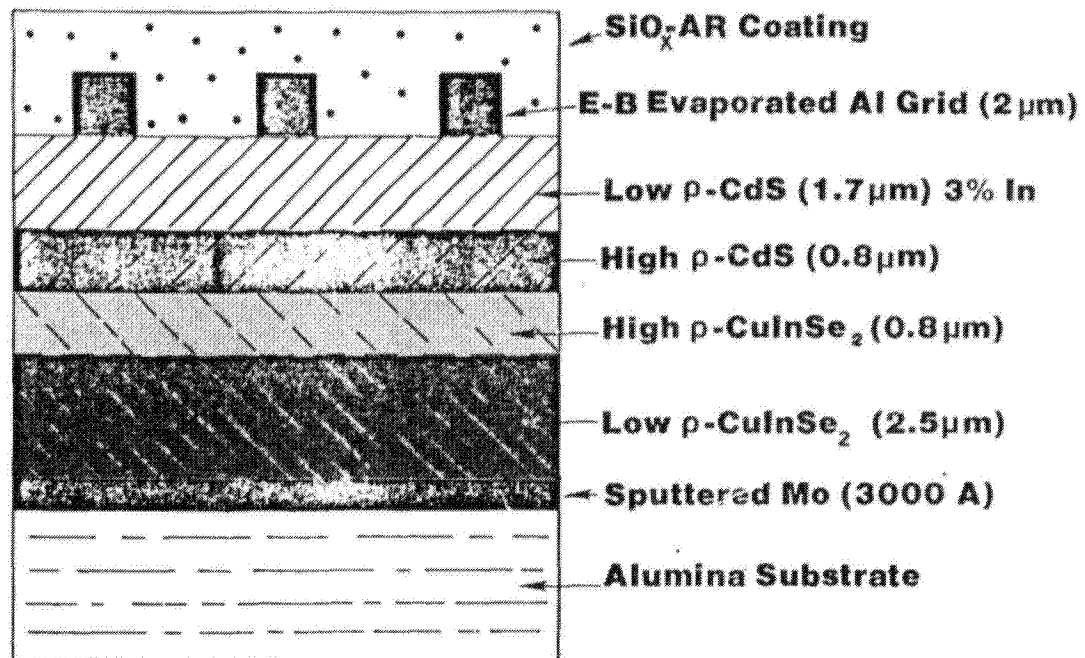 SiOₓ-AR Coating
E-B Evaporated Al Grid (2μm)
Low ρ-CdS (1.7μm) 3% In
High ρ-CdS (0.8μm)
High ρ-CuInSe₂ (0.8μm)
Low ρ-CuInSe₂ (2.5μm)
Sputtered Mo (3000 A)
Alumina Substrate